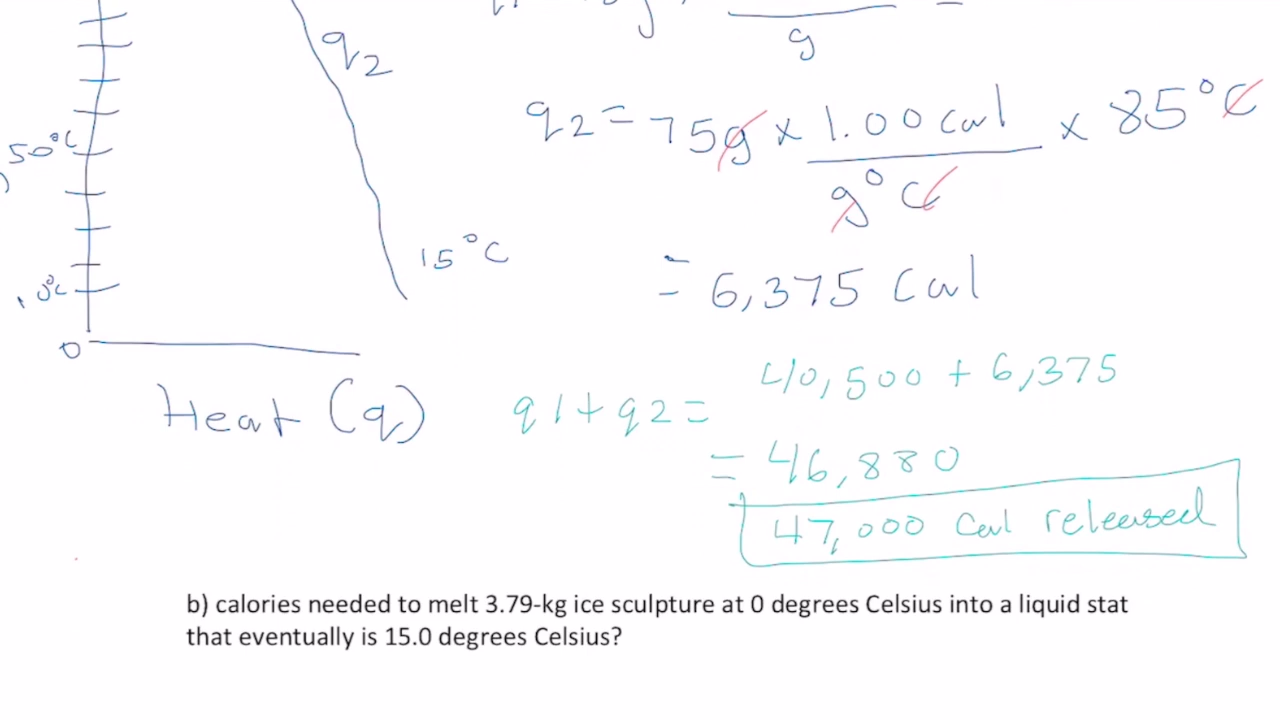 g
q2
q2 = 75g x 1.00 cal / g°C x 85°C
50°C
15°C
= 6,375 cal
0
Heat (q)
q1 + q2 = 40,500 + 6,375
= 46,880
47,000 cal released
b) calories needed to melt 3.79-kg ice sculpture at 0 degrees Celsius into a liquid stat
that eventually is 15.0 degrees Celsius?